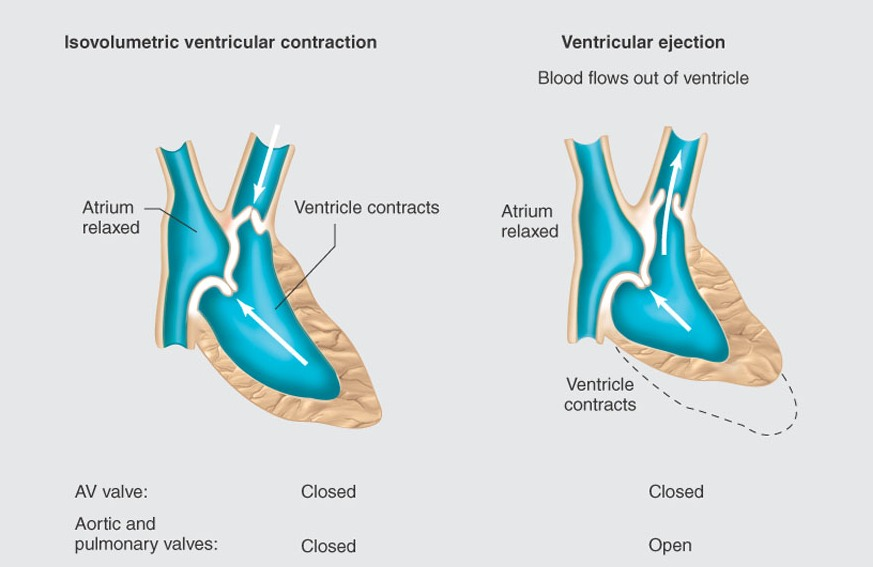 Isovolumetric ventricular contraction
Ventricular ejection
Blood flows out of ventricle
Atrium
relaxed
Ventricle contracts
Atrium
relaxed
Ventricle
contracts
AV valve: Closed Closed
Aortic and
pulmonary valves: Closed Open